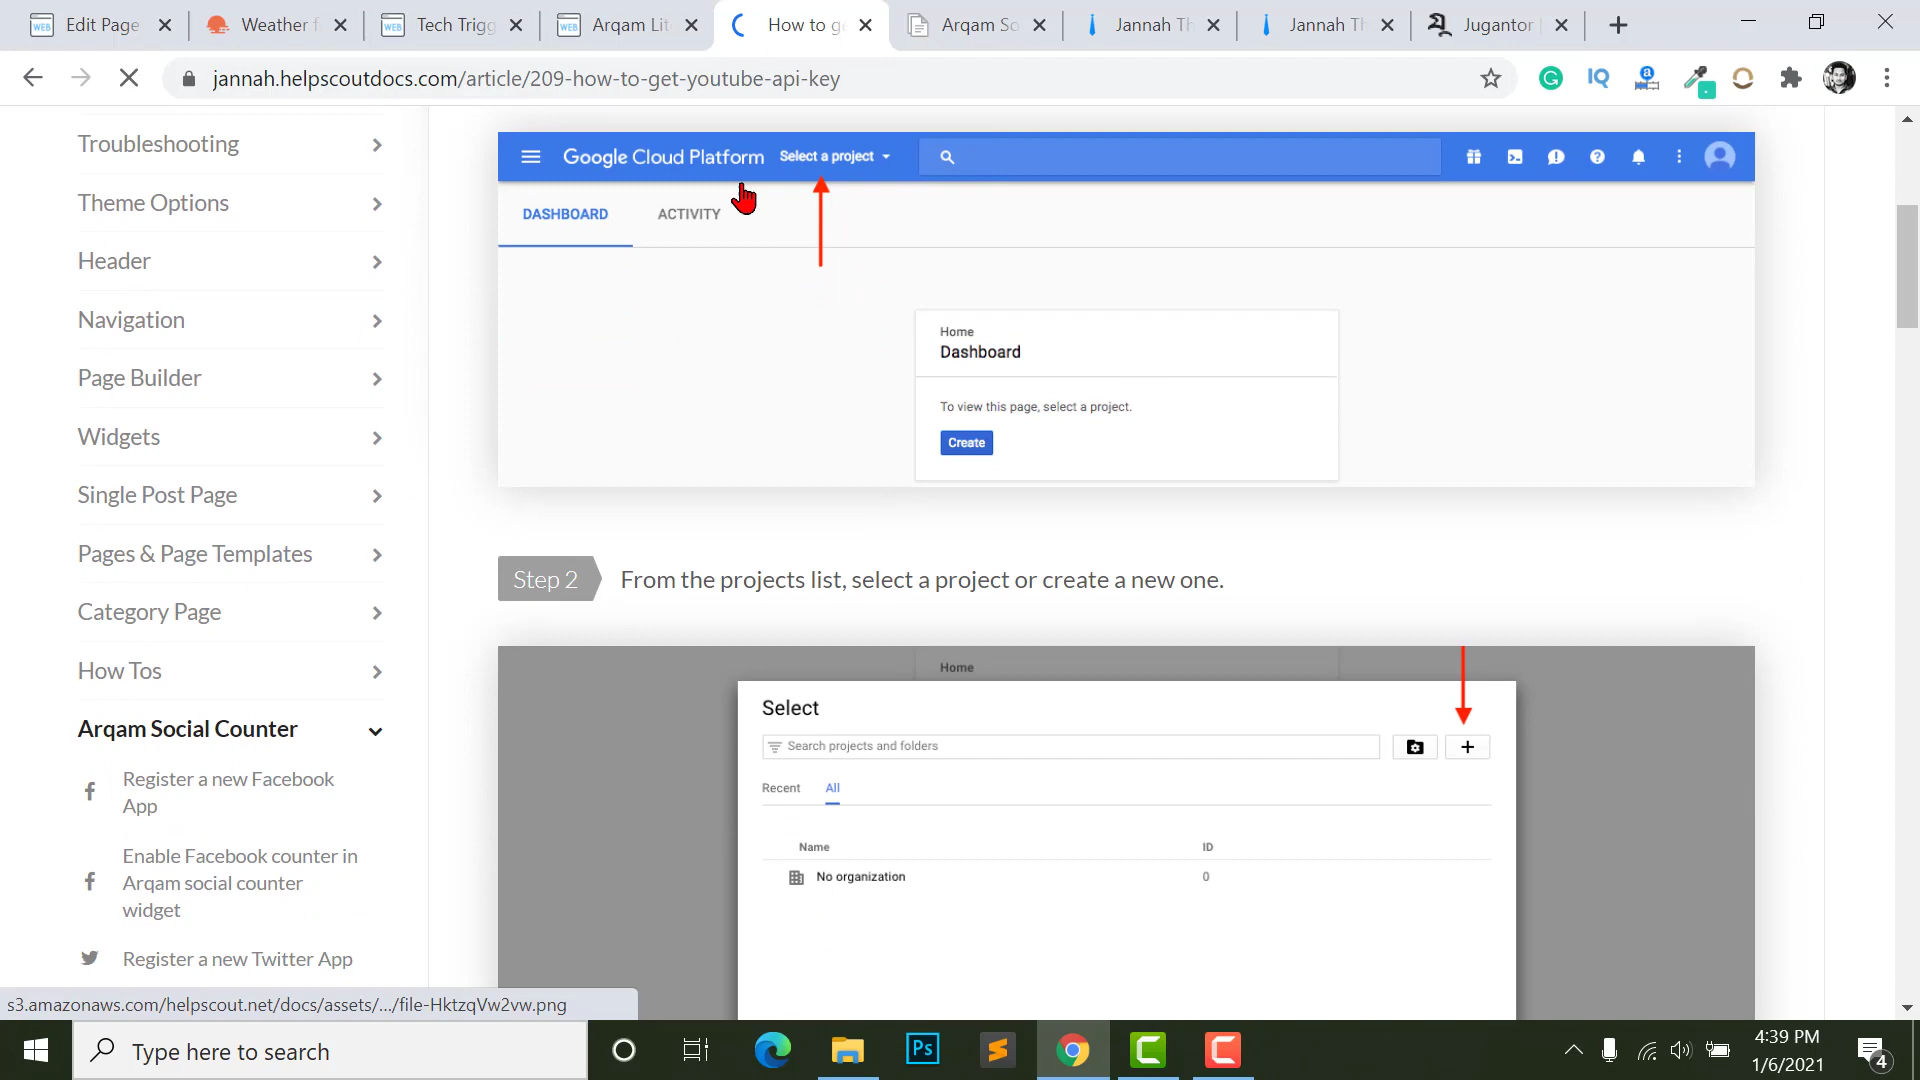 Edit Page
Weather f
Tech Trigg
Arqam Lit
How to g
Arqam So
Jannah Th
Jannah Th
Jugantor
jannah.helpscoutdocs.com/article/209-how-to-get-youtube-api-key
Troubleshooting
Theme Options
Header
Navigation
Page Builder
Widgets
Single Post Page
Pages & Page Templates
Category Page
How Tos
Arqam Social Counter
Register a new Facebook
App
Enable Facebook counter in
Arqam social counter
widget
Register a new Twitter App
Google Cloud Platform
Select a project
DASHBOARD
ACTIVITY
Home
Dashboard
To view this page, select a project.
Create
Step 2
From the projects list, select a project or create a new one.
Home
Select
Search projects and folders
Recent
All
Name
ID
No organization
0
s3.amazonaws.com/helpscout.net/docs/assets/.../file-HktzqVw2vw.png
Type here to search
Ps
4:39 PM
1/6/2021
4